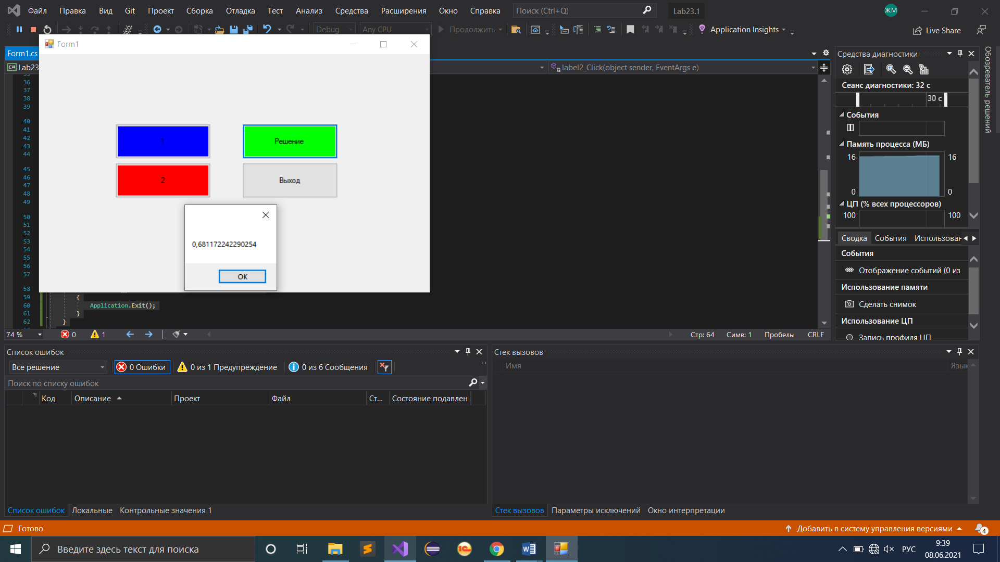 Файл Правка Вид Git Проект Сборка Отладка Тест Анализ Средства Расширения Окно Справка Поиск (Ctrl+Q) Lab23.1 ЖМ
Debug Any CPU Продолжить Application Insights Live Share
Form1
Form1.cs
Lab23 label2_Click(object sender, EventArgs e)
36
37
38
39
40
41
42
43
44
45
46
47
48
49
50
51
52
53
54
55
56
57
58
59 {
60 Application.Exit();
61 }
62 }
1 Решение
2 Выход
0,681172242290254
OK
74 % 0 1 Стр: 64 Симв: 1 Пробелы CRLF
Средства диагностики
Сеанс диагностики: 32 с
30 с
События
Память процесса (МБ)
16 16
0 0
ЦП (% всех процессоров)
100 100
Сводка События Использован
События
Отображение событий (0 из
Использование памяти
Сделать снимок
Использование ЦП
Запись профиля ЦП
Обозреватель решений
Список ошибок
Все решение 0 Ошибки 0 из 1 Предупреждение 0 из 6 Сообщения
Поиск по списку ошибок
Код Описание Проект Файл Ст... Состояние подавлен
Список ошибок Локальные Контрольные значения 1
Стек вызовов
Имя Язык
Стек вызовов Параметры исключений Окно интерпретации
Готово Добавить в систему управления версиями 4
Введите здесь текст для поиска РУС 9:39
08.06.2021